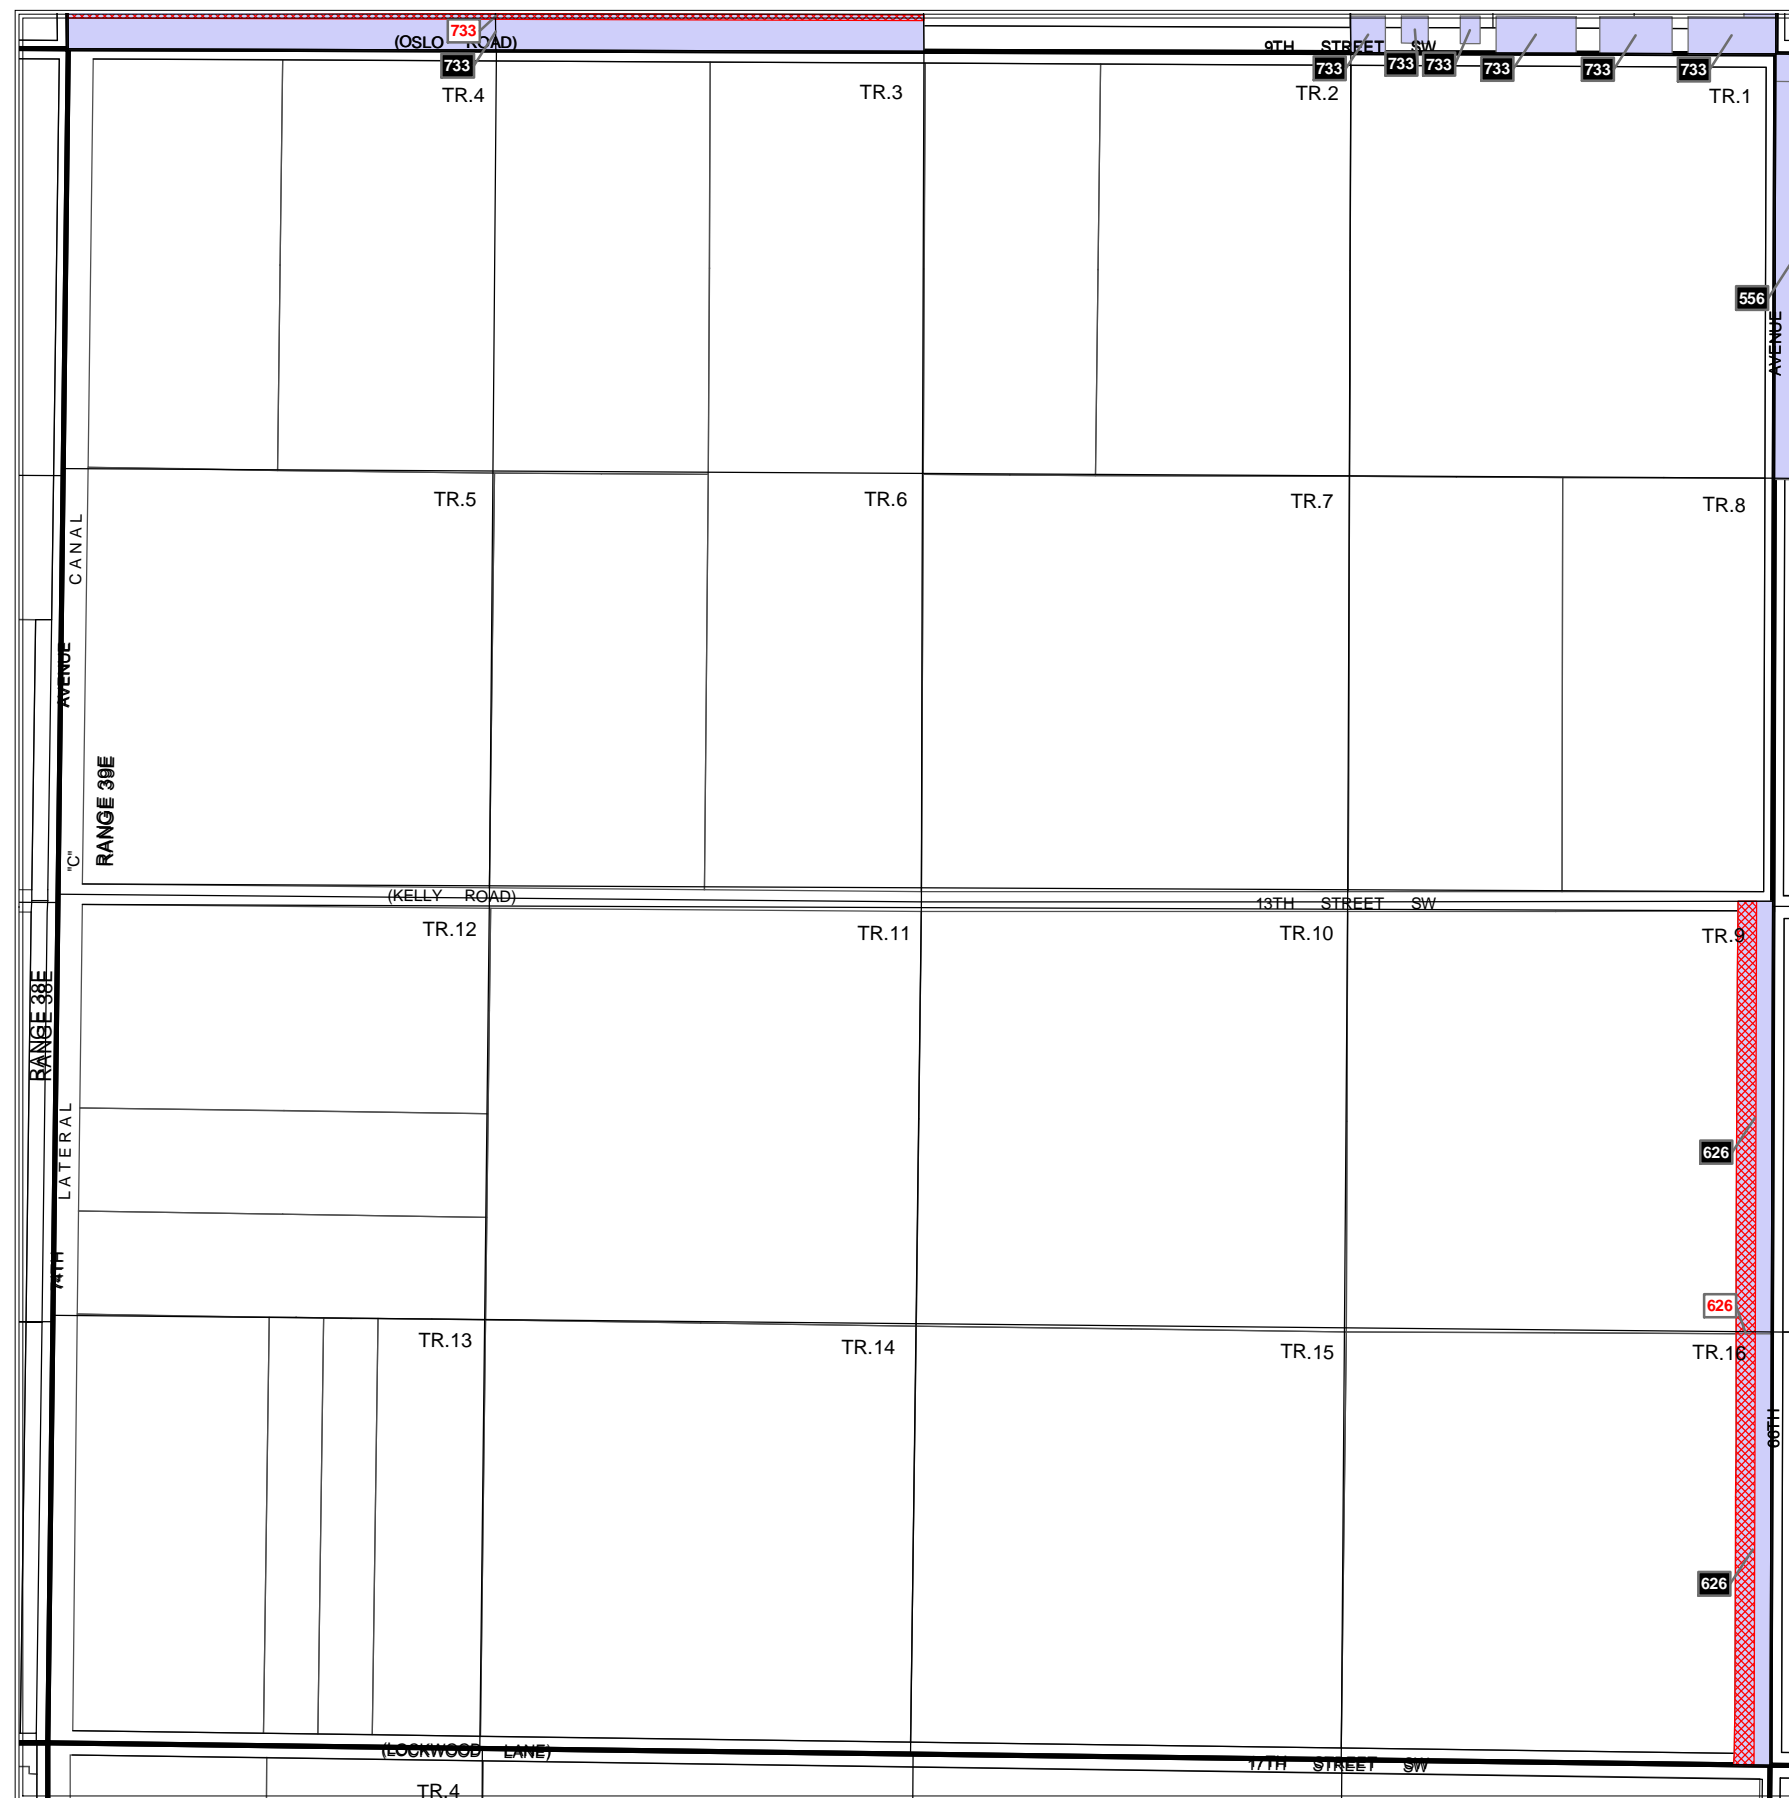 733
(OSLO ROAD)
9TH STREET SW
733
733
733
733
733
733
733
TR.4
TR.3
TR.2
TR.1
556
AVENUE
TR.5
TR.6
TR.7
TR.8
CANAL
AVENUE
RANGE 39E
"C"
(KELLY ROAD)
13TH STREET SW
TR.12
TR.11
TR.10
TR.9
RANGE 38E
RANGE 38E
LATERAL
626
74TH
626
TR.13
TR.14
TR.15
TR.16
66TH
626
(LOCKWOOD LANE)
17TH STREET SW
TR.4